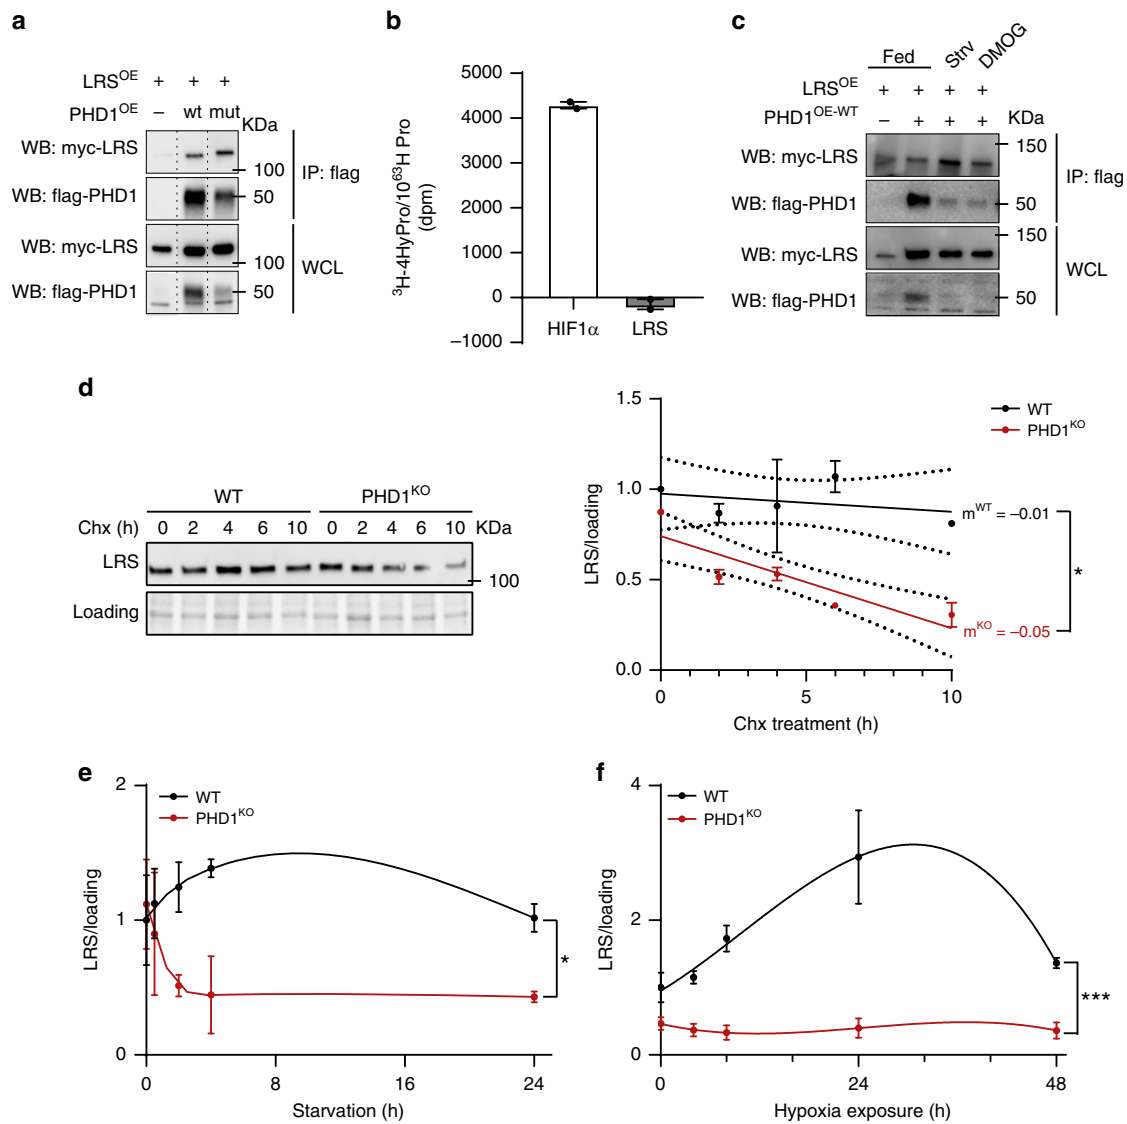 a
LRS^OE + + +
PHD1^OE – wt mut
KDa
WB: myc-LRS
100
WB: flag-PHD1
50
IP: flag
WB: myc-LRS
100
WB: flag-PHD1
50
WCL
b
³H-4HyPro/10⁶³H Pro
(dpm)
5000
4000
3000
2000
1000
0
–1000
HIF1α LRS
c
Fed Strv DMOG
LRS^OE + + + +
PHD1^OE-WT – + + +
KDa
150
WB: myc-LRS
WB: flag-PHD1
50
IP: flag
150
WB: myc-LRS
WB: flag-PHD1
50
WCL
d
WT PHD1^KO
Chx (h) 0 2 4 6 10 0 2 4 6 10 KDa
LRS
100
Loading
LRS/loading
1.5
1.0
0.5
0.0
0 5 10
Chx treatment (h)
WT
PHD1^KO
m^WT = –0.01
m^KO = –0.05
*
e
LRS/loading
2
1
0
0 8 16 24
Starvation (h)
WT
PHD1^KO
*
f
LRS/loading
4
2
0
0 24 48
Hypoxia exposure (h)
WT
PHD1^KO
***